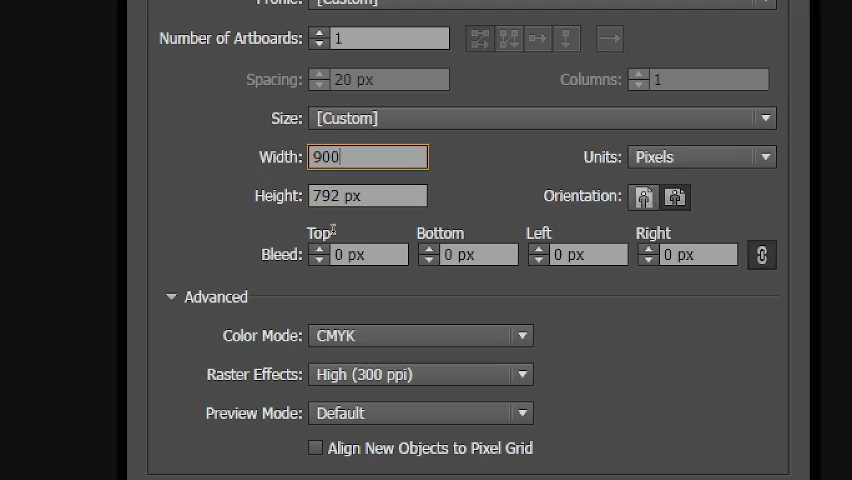 Profile: [Custom]
Number of Artboards: 1
Spacing: 20 px Columns: 1
Size: [Custom]
Width: 900 Units: Pixels
Height: 792 px Orientation:
Top Bottom Left Right
Bleed: 0 px 0 px 0 px 0 px
Advanced
Color Mode: CMYK
Raster Effects: High (300 ppi)
Preview Mode: Default
Align New Objects to Pixel Grid